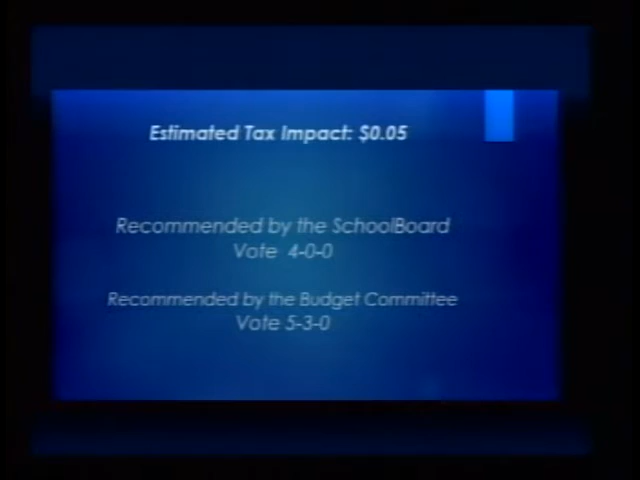 Estimated Tax Impact: $0.05
Recommended by the SchoolBoard
Vote 4-0-0
Recommended by the Budget Committee
Vote 5-3-0